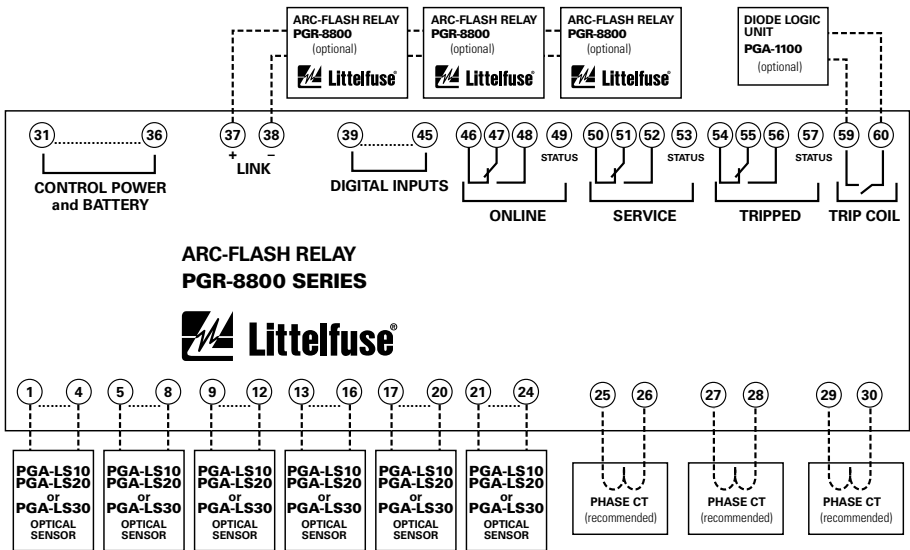 ARC-FLASH RELAY
PGR-8800
(optional)
Littelfuse®
ARC-FLASH RELAY
PGR-8800
(optional)
Littelfuse®
ARC-FLASH RELAY
PGR-8800
(optional)
Littelfuse®
DIODE LOGIC
UNIT
PGA-1100
(optional)
31 36 37 38 39 45 46 47 48 49 50 51 52 53 54 55 56 57 59 60
+ –
LINK
STATUS STATUS STATUS
CONTROL POWER
and BATTERY
DIGITAL INPUTS
ONLINE
SERVICE
TRIPPED
TRIP COIL
ARC-FLASH RELAY
PGR-8800 SERIES
Littelfuse®
1 4 5 8 9 12 13 16 17 20 21 24 25 26 27 28 29 30
PGA-LS10
PGA-LS20
or
PGA-LS30
OPTICAL
SENSOR
PGA-LS10
PGA-LS20
or
PGA-LS30
OPTICAL
SENSOR
PGA-LS10
PGA-LS20
or
PGA-LS30
OPTICAL
SENSOR
PGA-LS10
PGA-LS20
or
PGA-LS30
OPTICAL
SENSOR
PGA-LS10
PGA-LS20
or
PGA-LS30
OPTICAL
SENSOR
PGA-LS10
PGA-LS20
or
PGA-LS30
OPTICAL
SENSOR
PHASE CT
(recommended)
PHASE CT
(recommended)
PHASE CT
(recommended)